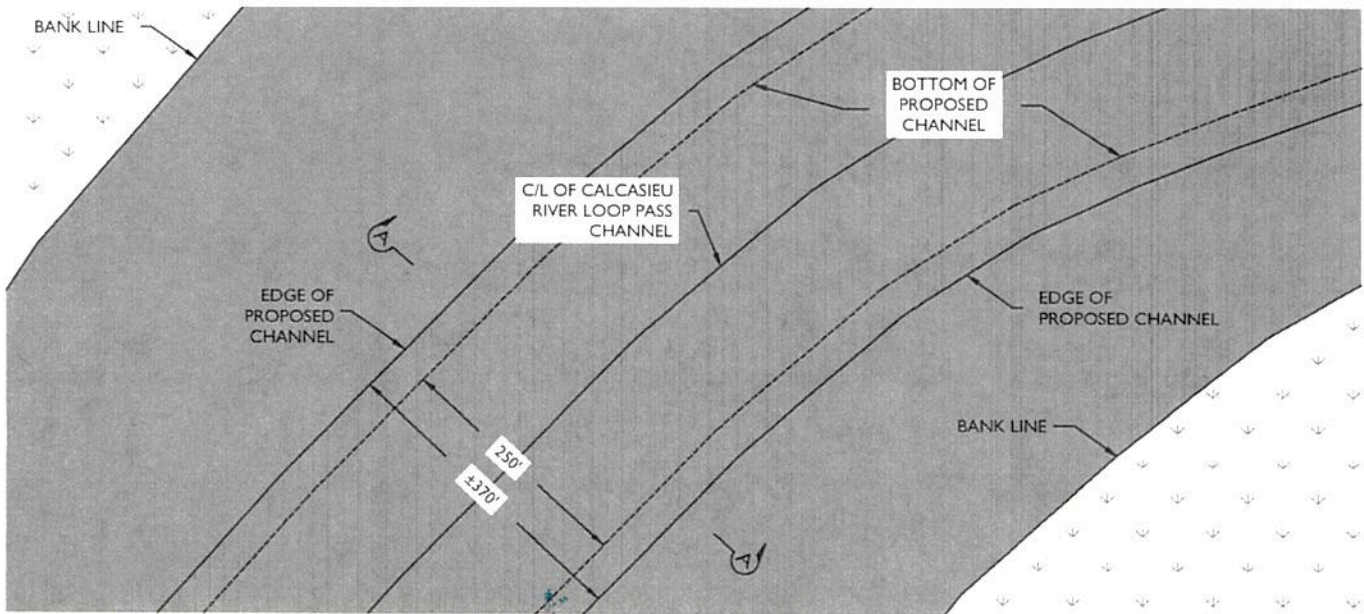 BANK LINE
BOTTOM OF
PROPOSED
CHANNEL
C/L OF CALCASIEU
RIVER LOOP PASS
CHANNEL
A
EDGE OF
PROPOSED
CHANNEL
EDGE OF
PROPOSED CHANNEL
BANK LINE
250'
±370'
A